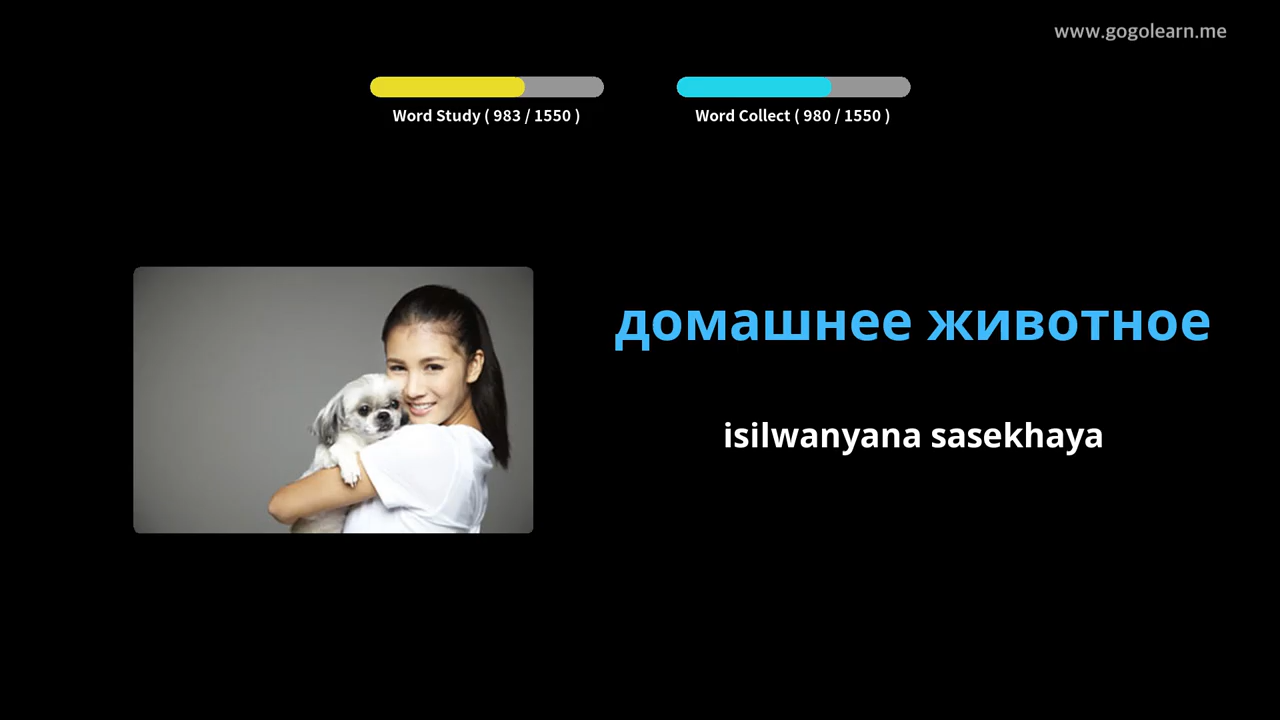 www.gogolearn.me
Word Study ( 983 / 1550 )
Word Collect ( 980 / 1550 )
домашнее животное
isilwanyana sasekhaya